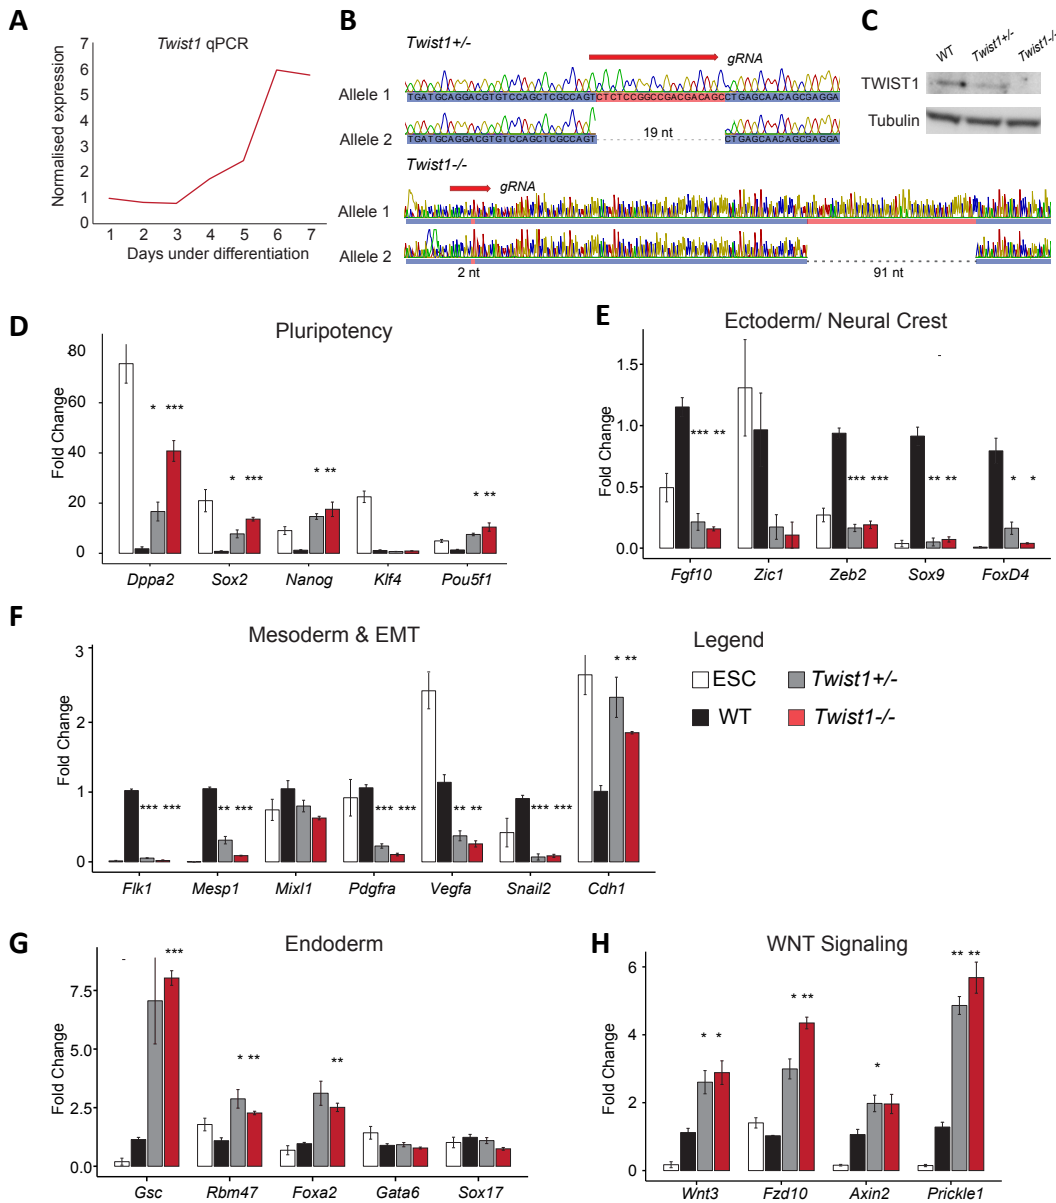 A
Twist1 qPCR
7
6
5
4
3
2
1
0
Normalised expression
1 2 3 4 5 6 7
Days under differentiation
B
Twist1+/-
gRNA
Allele 1
TGATGCAGGACGTGTCCAGCTCGCCAGTCTCTCCGGCCGACGACAGCCTGAGCAACAGCGAGGA
Allele 2
TGATGCAGGACGTGTCCAGCTCGCCAGT
19 nt
CTGAGCAACAGCGAGGA
Twist1-/-
gRNA
Allele 1
Allele 2
2 nt
91 nt
C
WT
Twist1+/-
Twist1-/-
TWIST1
Tubulin
D
Pluripotency
80
60
40
20
0
Fold Change
* ***
* ***
* **
* **
Dppa2 Sox2 Nanog Klf4 Pou5f1
E
Ectoderm/ Neural Crest
1.5
1.0
0.5
0.0
Fold Change
-
*** **
*** ***
** **
* *
Fgf10 Zic1 Zeb2 Sox9 FoxD4
F
Mesoderm & EMT
3
2
1
0
Fold Change
*** ***
** ***
*** ***
** **
*** ***
* **
Flk1 Mesp1 Mixl1 Pdgfra Vegfa Snail2 Cdh1
Legend
ESC Twist1+/-
WT Twist1-/-
G
Endoderm
-
7.5
5.0
2.5
0.0
Fold Change
***
* **
**
Gsc Rbm47 Foxa2 Gata6 Sox17
H
WNT Signaling
6
4
2
0
Fold Change
* *
* **
*
** **
Wnt3 Fzd10 Axin2 Prickle1